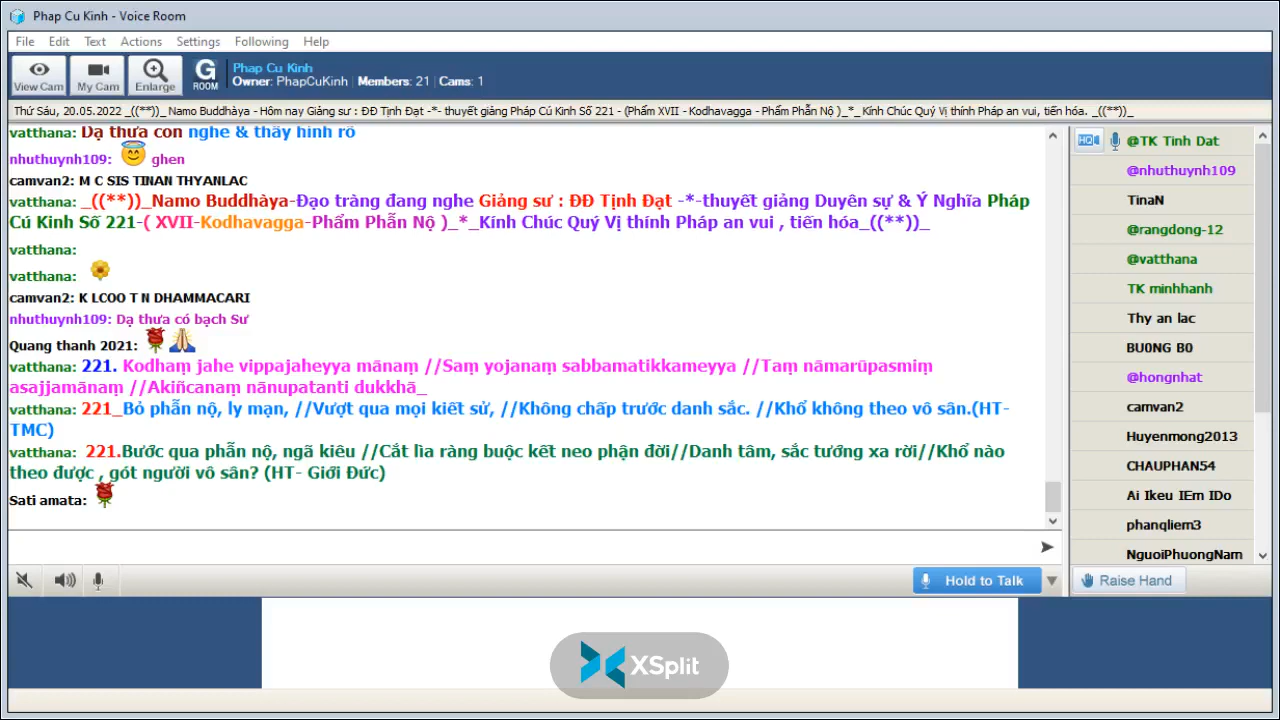 Phap Cu Kinh - Voice Room
File Edit Text Actions Settings Following Help
View Cam My Cam Enlarge G ROOM
Phap Cu Kinh
Owner: PhapCuKinh | Members: 21 | Cams: 1
Thứ Sáu, 20.05.2022 _((**))_ Namo Buddhàya - Hôm nay Giảng sư : ĐĐ Tịnh Đạt -*- thuyết giảng Pháp Cú Kinh Số 221 - (Phẩm XVII - Kodhavagga - Phẩm Phẫn Nộ )_*_Kính Chúc Quý Vị thính Pháp an vui, tiến hóa. _((**))_
vatthana: Dạ thưa con nghe & thấy hình rõ
nhuthuynh109: ghen
camvan2: M C SIS TINAN THYANLAC
vatthana: _((**))_Namo Buddhàya-Đạo tràng đang nghe Giảng sư : ĐĐ Tịnh Đạt -*-thuyết giảng Duyên sự & Ý Nghĩa Pháp
Cú Kinh Số 221-( XVII-Kodhavagga-Phẩm Phẫn Nộ )_*_Kính Chúc Quý Vị thính Pháp an vui , tiến hóa_((**))_
vatthana:
vatthana:
camvan2: K LCOO T N DHAMMACARI
nhuthuynh109: Dạ thưa có bạch Sư
Quang thanh 2021:
vatthana: 221. Kodhaṃ jahe vippajaheyya mānaṃ //Saṃ yojanaṃ sabbamatikkameyya //Taṃ nāmarūpasmiṃ
asajjamānaṃ //Akiñcanaṃ nānupatanti dukkhā_
vatthana: 221_Bỏ phẫn nộ, ly mạn, //Vượt qua mọi kiết sử, //Không chấp trước danh sắc. //Khổ không theo vô sân.(HT-
TMC)
vatthana: 221.Bước qua phẫn nộ, ngã kiêu //Cắt lìa ràng buộc kết neo phận đời//Danh tâm, sắc tướng xa rời//Khổ nào
theo được , gót người vô sân? (HT- Giới Đức)
Sati amata:
Hold to Talk
HD
@TK Tinh Dat
@nhuthuynh109
TinaN
@rangdong-12
@vatthana
TK minhhanh
Thy an lac
BU0NG B0
@hongnhat
camvan2
Huyenmong2013
CHAUPHAN54
Ai Ikeu IEm IDo
phanqliem3
NguoiPhuongNam
Raise Hand
XSplit